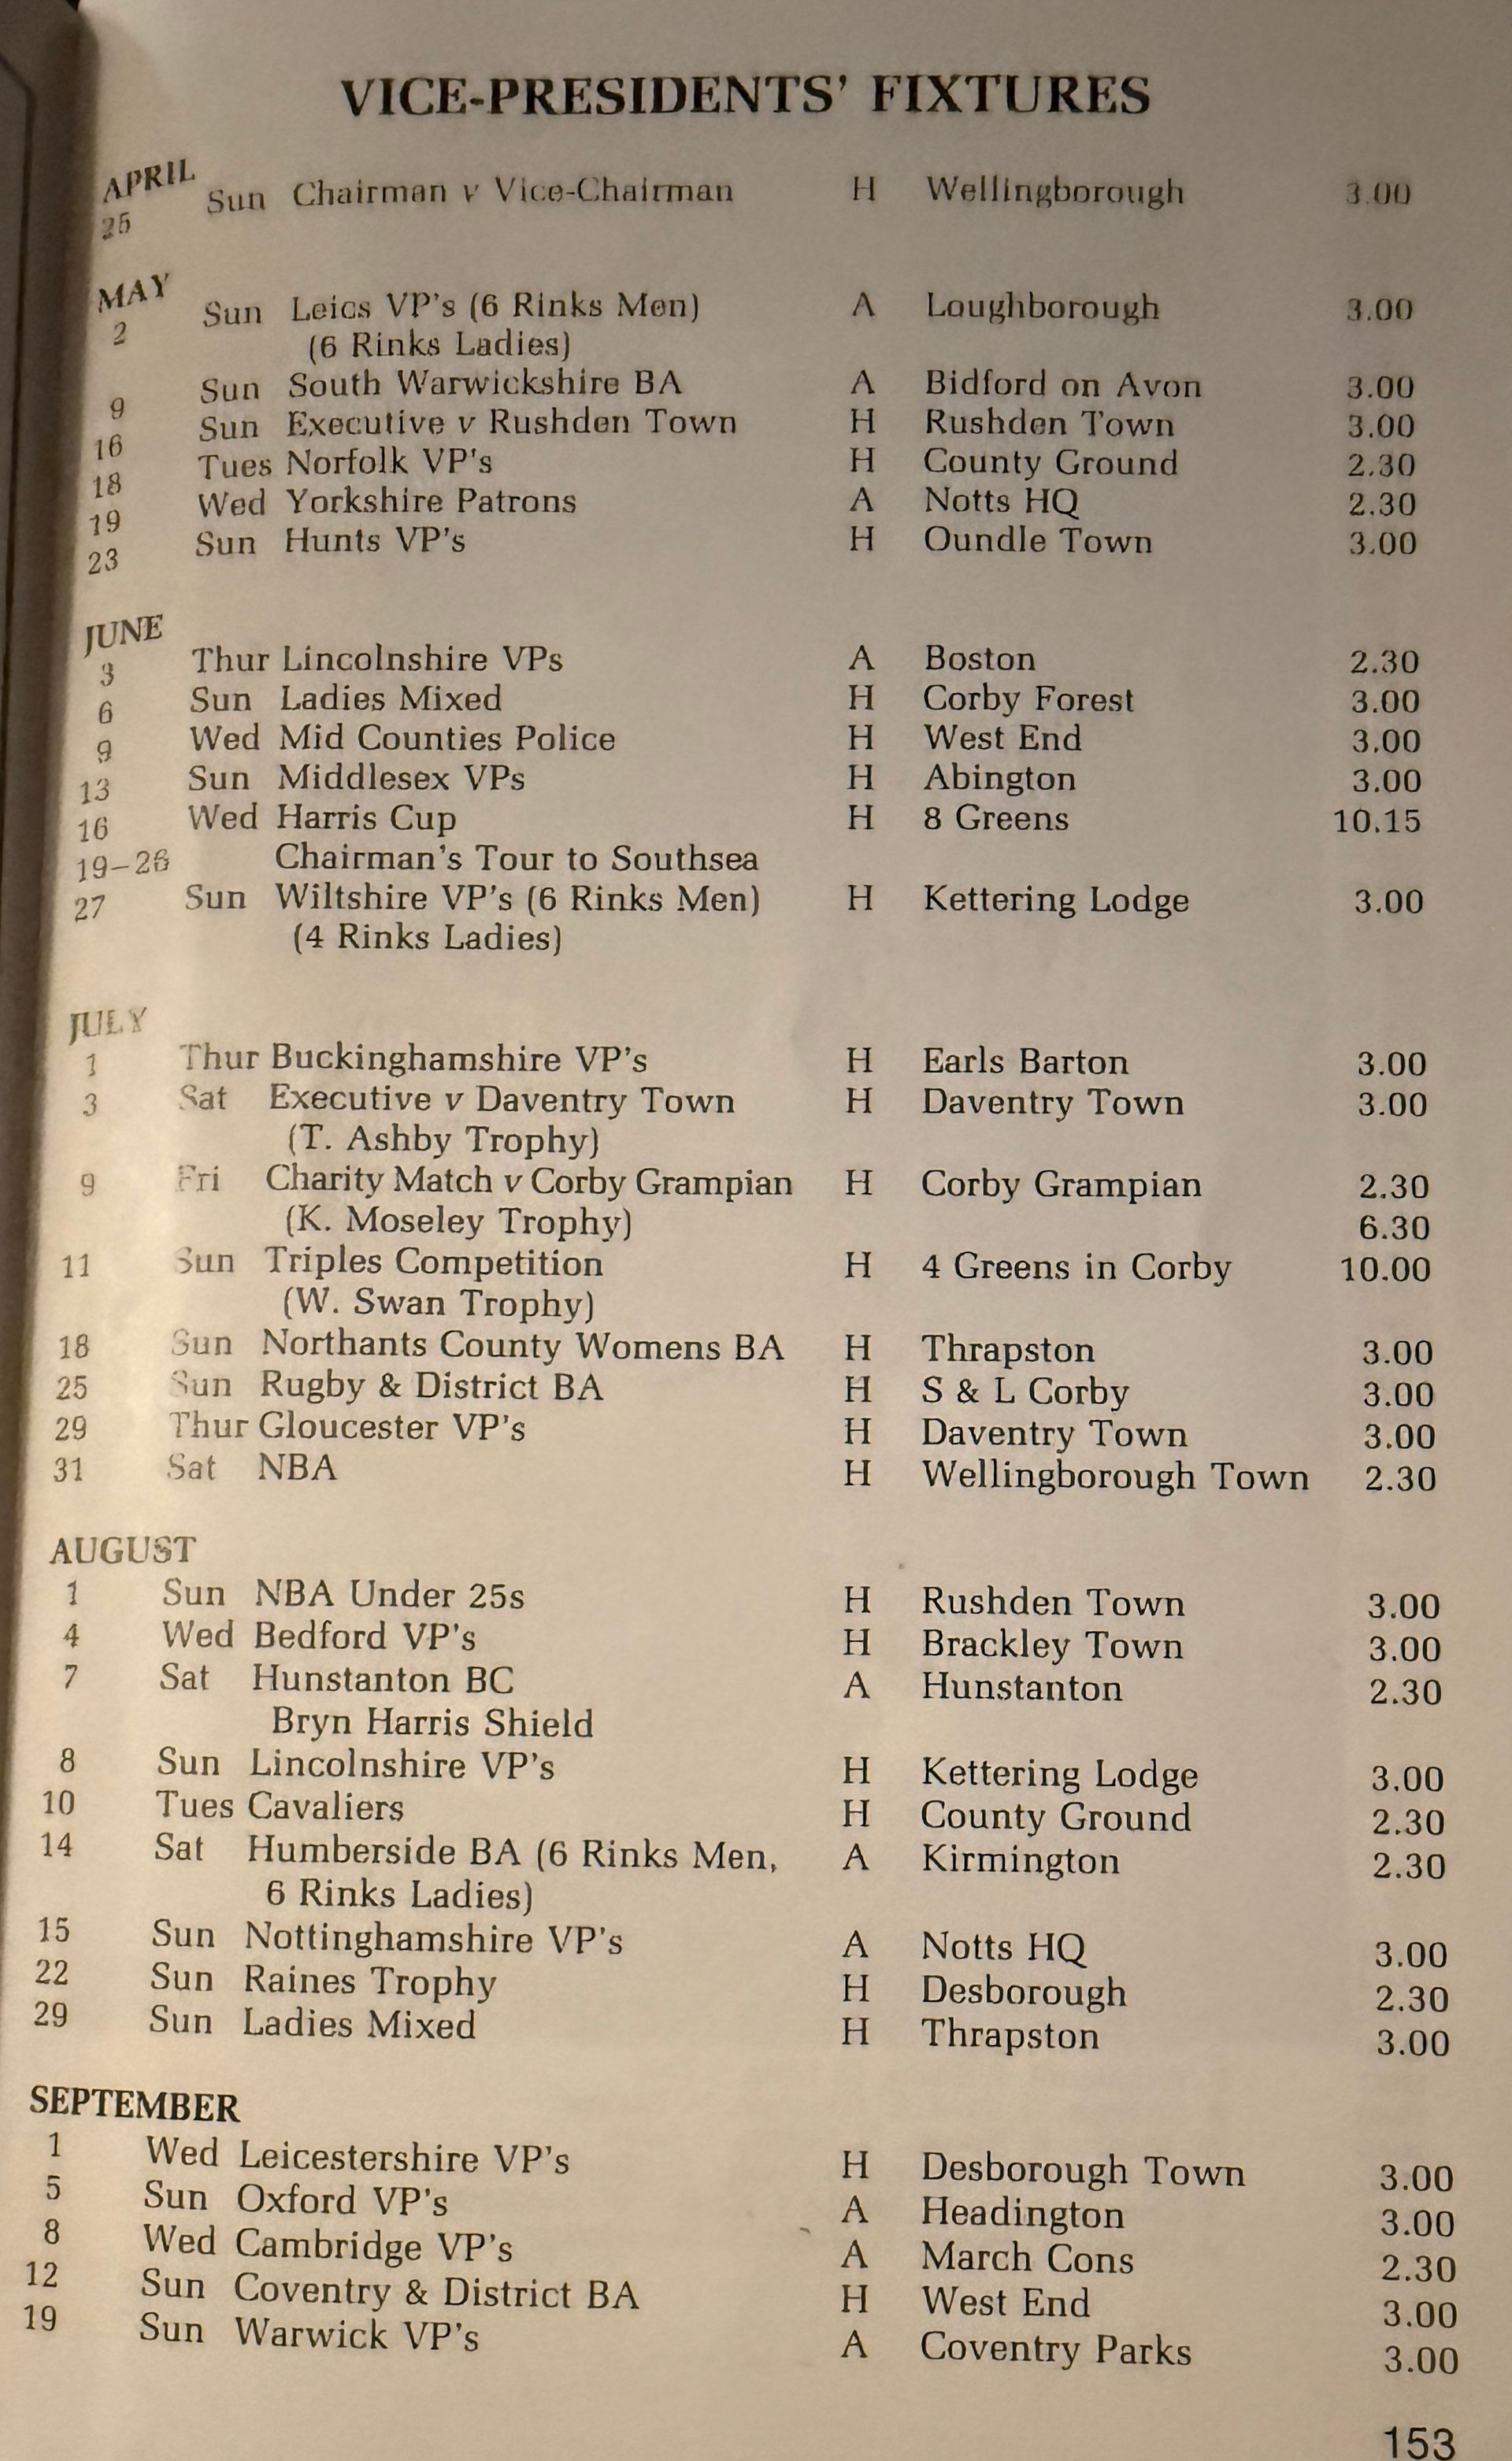 VICE-PRESIDENTS' FIXTURES
APRIL
25 Sun Chairman v Vice-Chairman H Wellingborough 3.00
MAY
2 Sun Leics VP's (6 Rinks Men) A Loughborough 3.00
(6 Rinks Ladies)
9 Sun South Warwickshire BA A Bidford on Avon 3.00
16 Sun Executive v Rushden Town H Rushden Town 3.00
18 Tues Norfolk VP's H County Ground 2.30
19 Wed Yorkshire Patrons A Notts HQ 2.30
23 Sun Hunts VP's H Oundle Town 3.00
JUNE
3 Thur Lincolnshire VPs A Boston 2.30
6 Sun Ladies Mixed H Corby Forest 3.00
9 Wed Mid Counties Police H West End 3.00
13 Sun Middlesex VPs H Abington 3.00
16 Wed Harris Cup H 8 Greens 10.15
19–26 Chairman's Tour to Southsea
27 Sun Wiltshire VP's (6 Rinks Men) H Kettering Lodge 3.00
(4 Rinks Ladies)
JULY
1 Thur Buckinghamshire VP's H Earls Barton 3.00
3 Sat Executive v Daventry Town H Daventry Town 3.00
(T. Ashby Trophy)
9 Fri Charity Match v Corby Grampian H Corby Grampian 2.30
(K. Moseley Trophy) 6.30
11 Sun Triples Competition H 4 Greens in Corby 10.00
(W. Swan Trophy)
18 Sun Northants County Womens BA H Thrapston 3.00
25 Sun Rugby & District BA H S & L Corby 3.00
29 Thur Gloucester VP's H Daventry Town 3.00
31 Sat NBA H Wellingborough Town 2.30
AUGUST
1 Sun NBA Under 25s H Rushden Town 3.00
4 Wed Bedford VP's H Brackley Town 3.00
7 Sat Hunstanton BC A Hunstanton 2.30
Bryn Harris Shield
8 Sun Lincolnshire VP's H Kettering Lodge 3.00
10 Tues Cavaliers H County Ground 2.30
14 Sat Humberside BA (6 Rinks Men, A Kirmington 2.30
6 Rinks Ladies)
15 Sun Nottinghamshire VP's A Notts HQ 3.00
22 Sun Raines Trophy H Desborough 2.30
29 Sun Ladies Mixed H Thrapston 3.00
SEPTEMBER
1 Wed Leicestershire VP's H Desborough Town 3.00
5 Sun Oxford VP's A Headington 3.00
8 Wed Cambridge VP's A March Cons 2.30
12 Sun Coventry & District BA H West End 3.00
19 Sun Warwick VP's A Coventry Parks 3.00
153